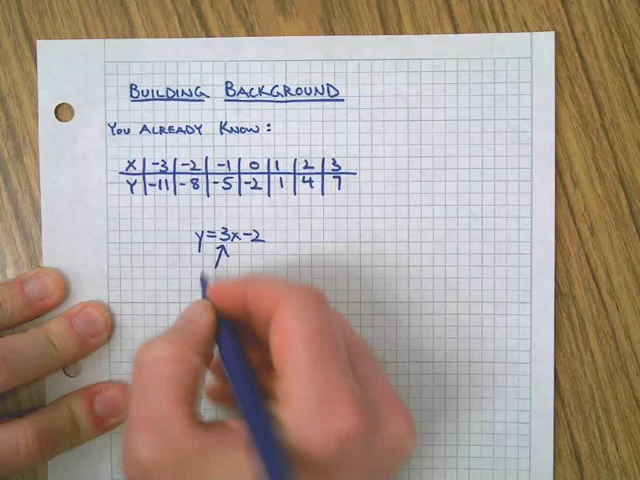 BUILDING BACKGROUND
YOU ALREADY KNOW:
X | -3 | -2 | -1 | 0 | 1 | 2 | 3
Y | -11 | -8 | -5 | -2 | 1 | 4 | 7
y=3x-2